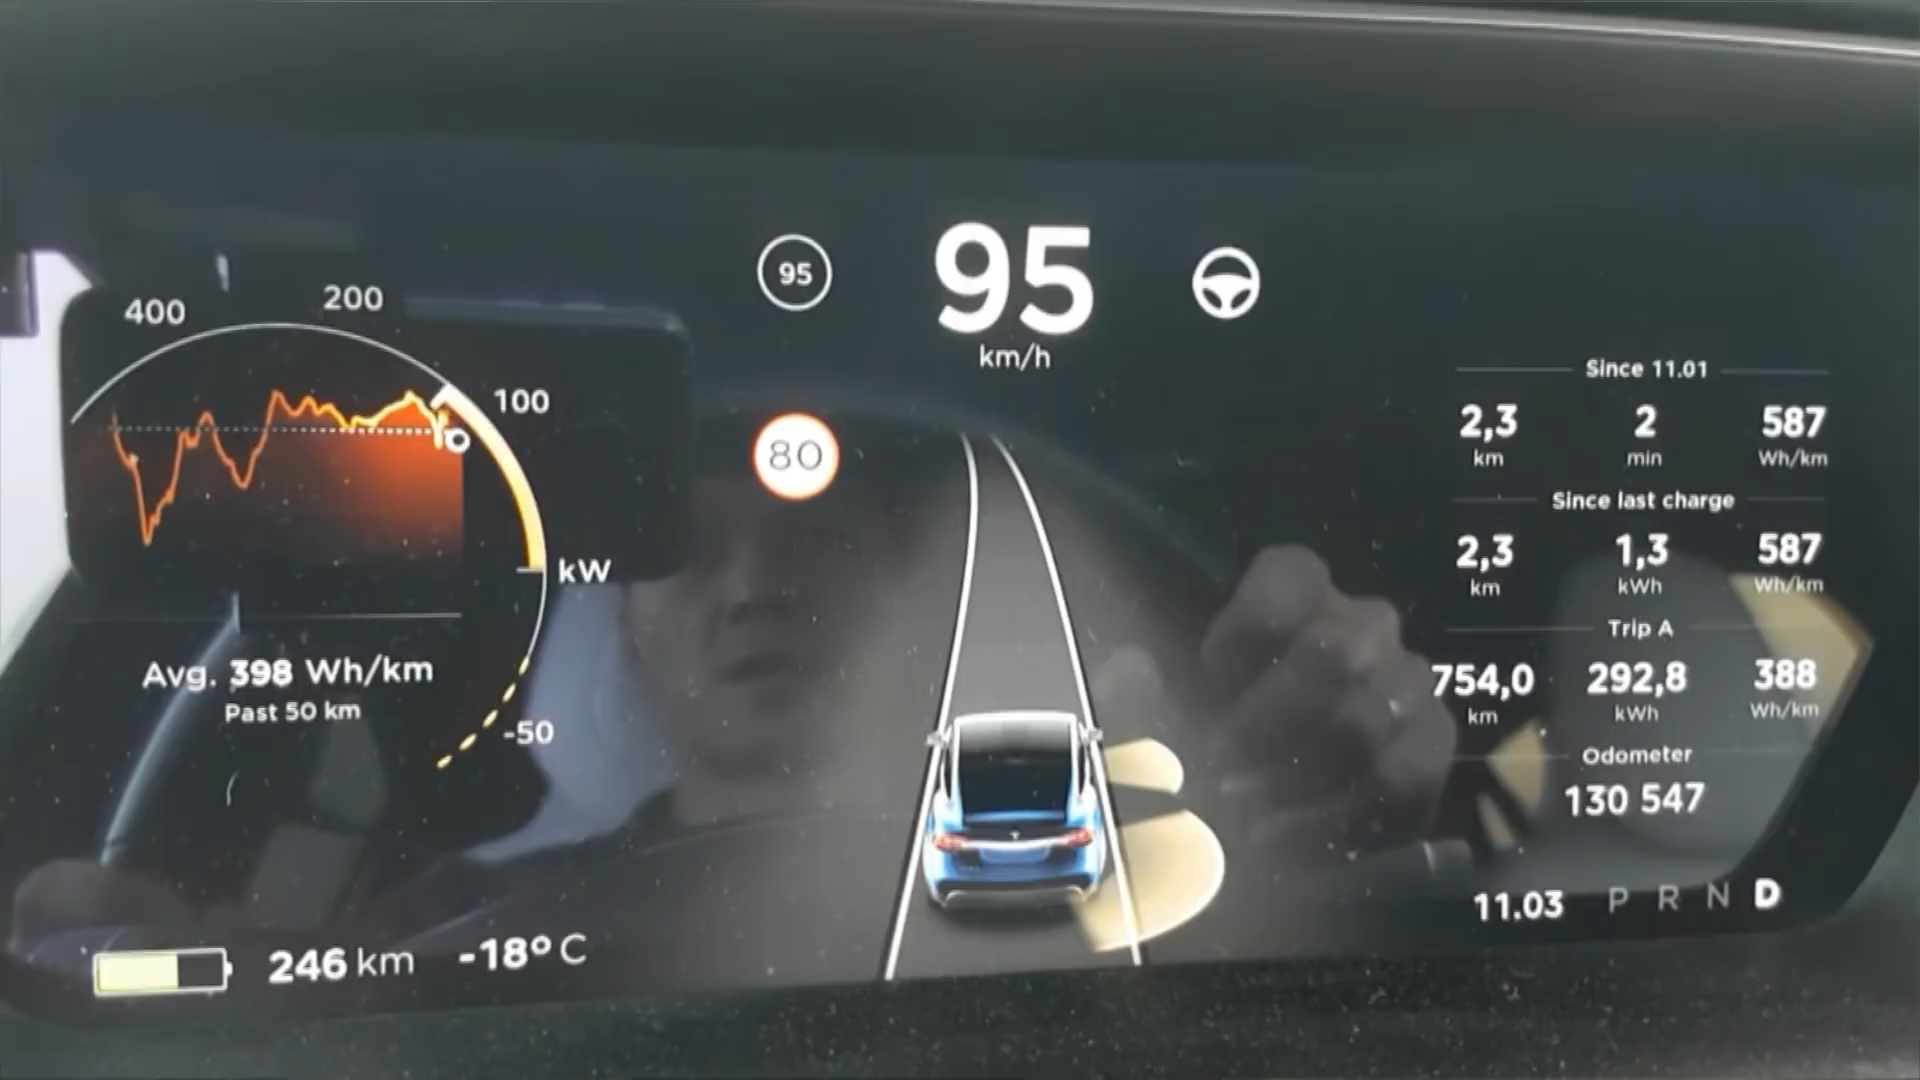 400
200
100
kW
-50
Avg. 398 Wh/km
Past 50 km
246 km -18° C
95
95
km/h
80
Since 11.01
2,3 2 587
km min Wh/km
Since last charge
2,3 1,3 587
km kWh Wh/km
Trip A
754,0 292,8 388
km kWh Wh/km
Odometer
130 547
11.03 P R N D